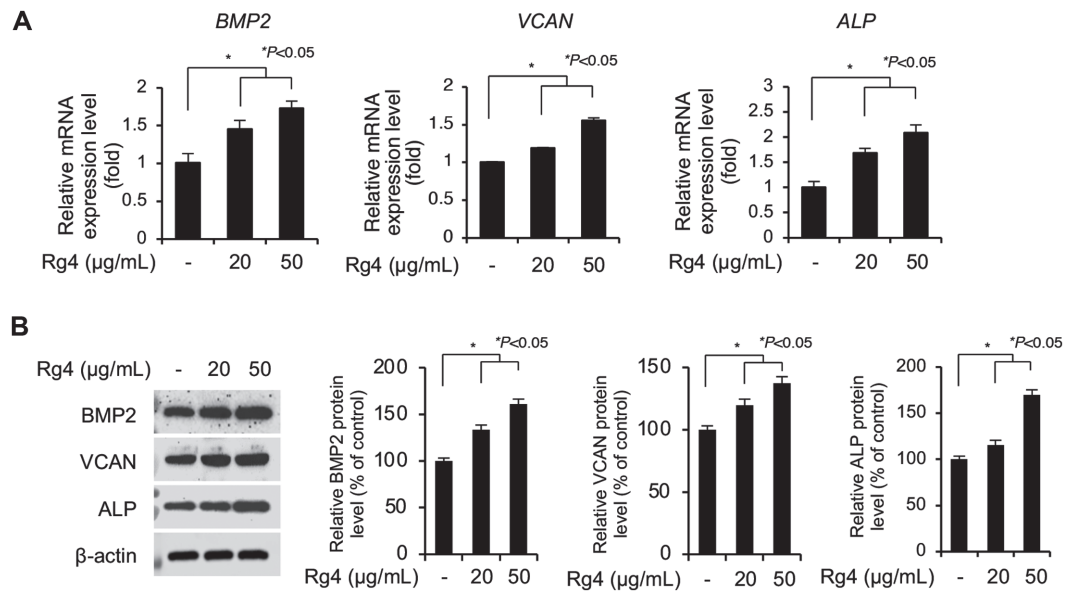 A
BMP2
VCAN
ALP
* *P<0.05
* *P<0.05
* *P<0.05
Relative mRNA
expression level
(fold)
2
1.5
1
0.5
0
Rg4 (µg/mL) - 20 50
Relative mRNA
expression level
(fold)
2
1.5
1
0.5
0
Rg4 (µg/mL) - 20 50
Relative mRNA
expression level
(fold)
3
2.5
2
1.5
1
0.5
0
Rg4 (µg/mL) - 20 50
B
Rg4 (µg/mL) - 20 50
BMP2
VCAN
ALP
β-actin
* *P<0.05
Relative BMP2 protein
level (% of control)
200
150
100
50
0
Rg4 (µg/mL) - 20 50
* *P<0.05
Relative VCAN protein
level (% of control)
150
100
50
0
Rg4 (µg/mL) - 20 50
* *P<0.05
Relative ALP protein
level (% of control)
200
150
100
50
0
Rg4 (µg/mL) - 20 50